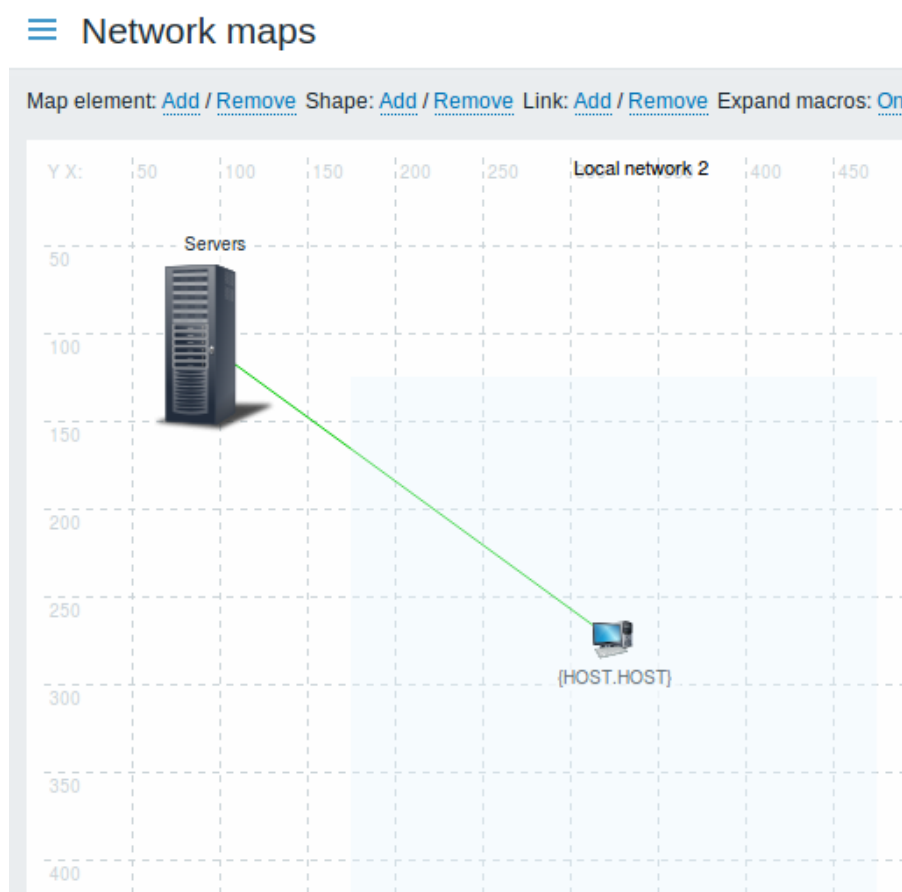 Network maps
Map element: Add / Remove Shape: Add / Remove Link: Add / Remove Expand macros: On
Y X: 50 100 150 200 250 Local network 2 400 450
Servers
50
100
150
200
250
{HOST.HOST}
300
350
400